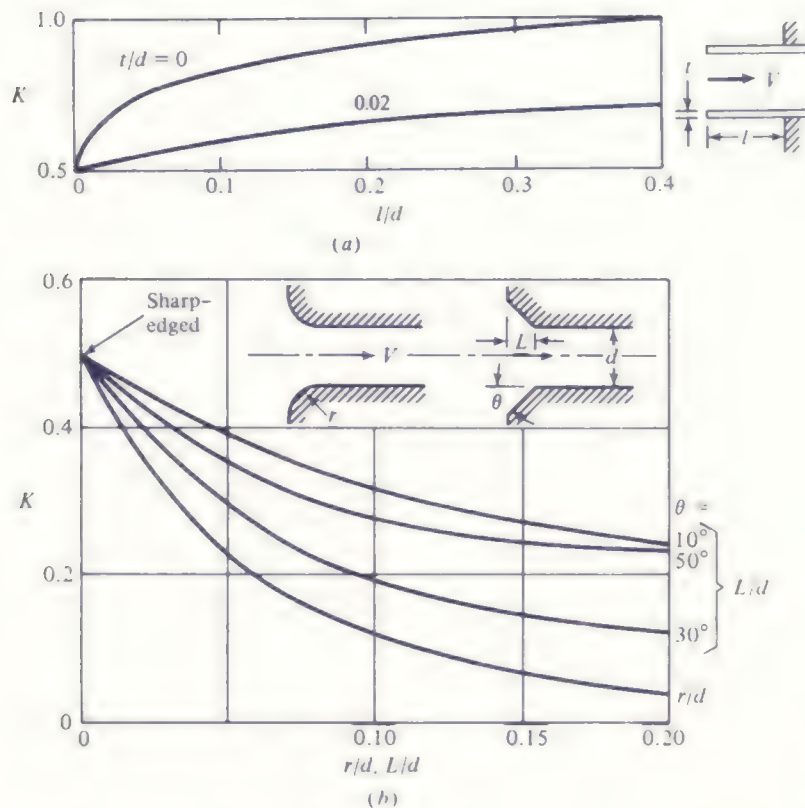 1.0
t/d = 0
K
0.02
0.5
0
0.1
0.2
0.3
0.4
l/d
t
V
l
(a)
0.6
Sharp-
edged
V
L
d
r
θ
0.4
K
θ =
10°
50°
0.2
L/d
30°
r/d
0
0
0.10
0.15
0.20
r/d, L/d
(b)